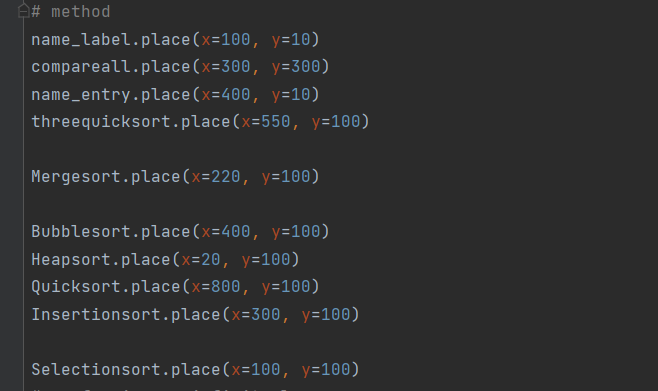 # method
name_label.place(x=100, y=10)
compareall.place(x=300, y=300)
name_entry.place(x=400, y=10)
threequicksort.place(x=550, y=100)
Mergesort.place(x=220, y=100)
Bubblesort.place(x=400, y=100)
Heapsort.place(x=20, y=100)
Quicksort.place(x=800, y=100)
Insertionsort.place(x=300, y=100)
Selectionsort.place(x=100, y=100)